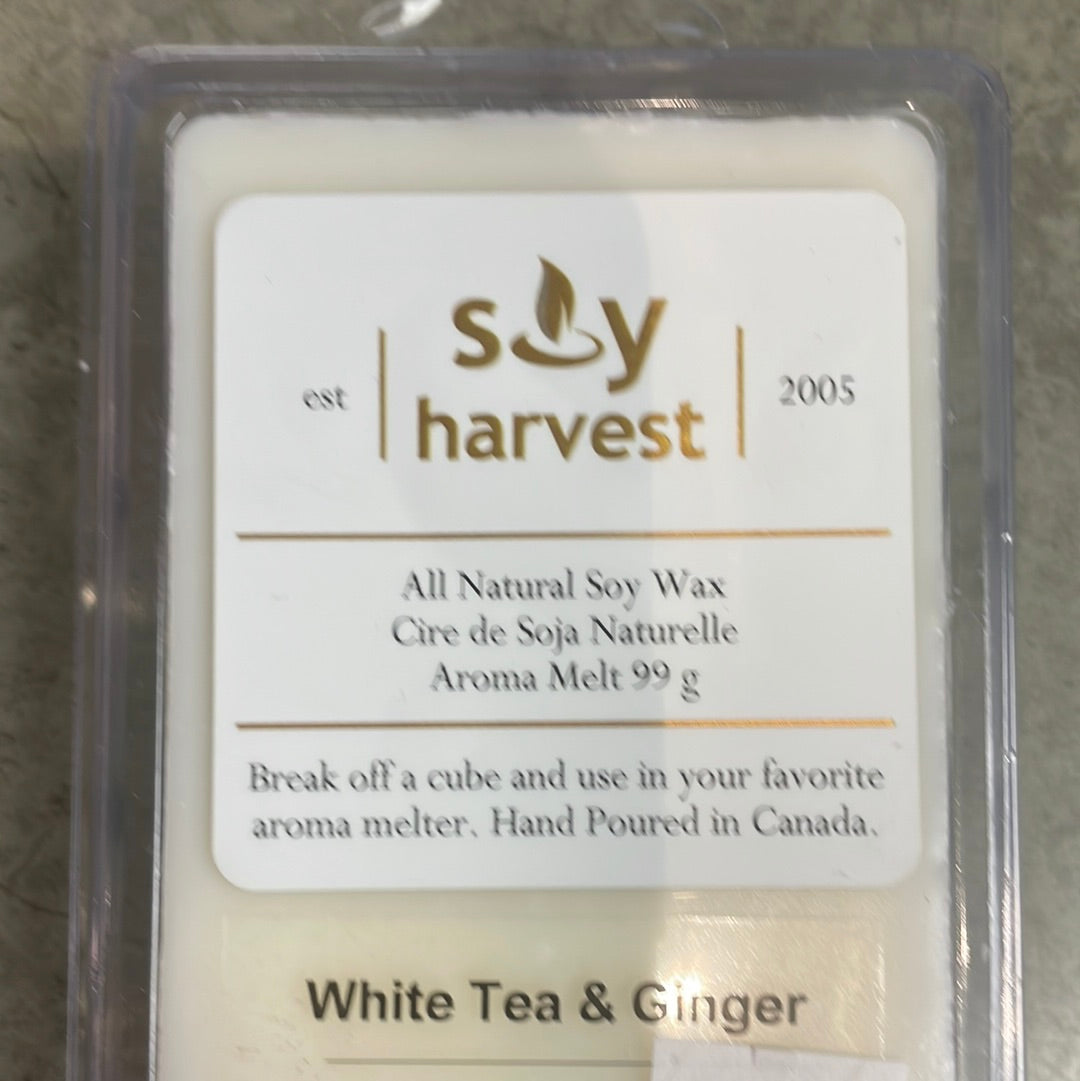 soy
harvest
est
2005
All Natural Soy Wax
Cire de Soja Naturelle
Aroma Melt 99 g
Break off a cube and use in your favorite
aroma melter. Hand Poured in Canada.
White Tea & Ginger